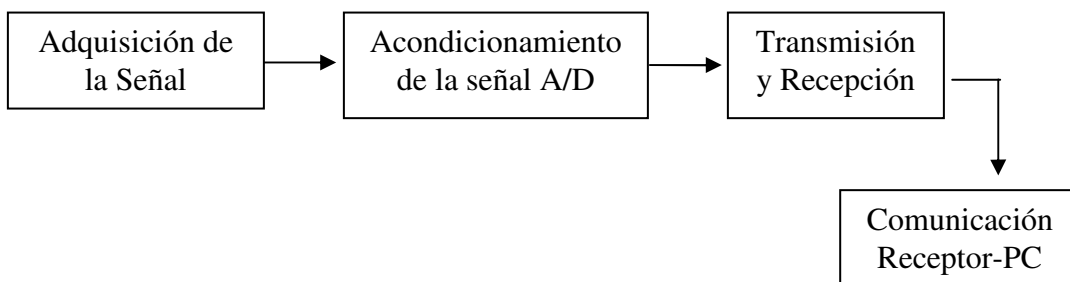 Adquisición de
la Señal
Acondicionamiento
de la señal A/D
Transmisión
y Recepción
Comunicación
Receptor-PC